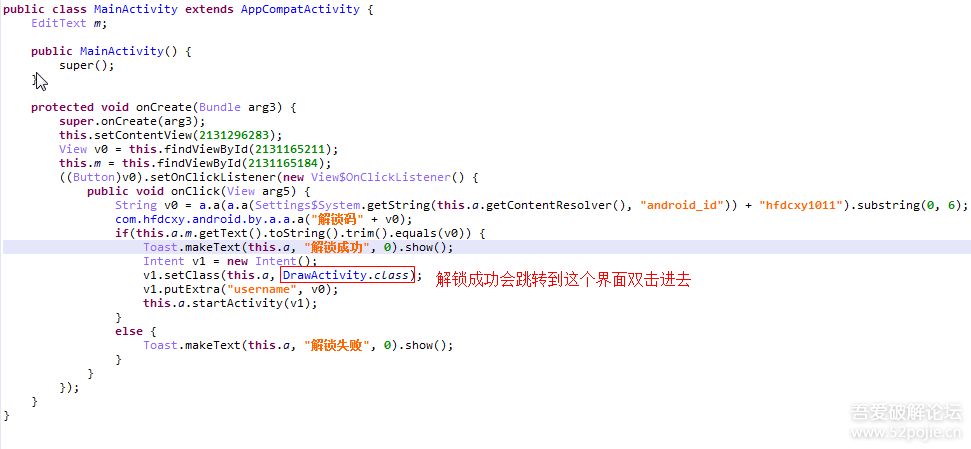 public class MainActivity extends AppCompatActivity {
    EditText m;

    public MainActivity() {
        super();
    }

    protected void onCreate(Bundle arg3) {
        super.onCreate(arg3);
        this.setContentView(2131296283);
        View v0 = this.findViewById(2131165211);
        this.m = this.findViewById(2131165184);
        ((Button)v0).setOnClickListener(new View$OnClickListener() {
            public void onClick(View arg5) {
                String v0 = a.a(a.a(Settings$System.getString(this.a.getContentResolver(), "android_id")) + "hfdcxy1011").substring(0, 6);
                com.hfdcxy.android.by.a.a.a("解锁码" + v0);
                if(this.a.m.getText().toString().trim().equals(v0)) {
                    Toast.makeText(this.a, "解锁成功", 0).show();
                    Intent v1 = new Intent();
                    v1.setClass(this.a, DrawActivity.class); 解锁成功会跳转到这个界面双击进去
                    v1.putExtra("username", v0);
                    this.a.startActivity(v1);
                }
                else {
                    Toast.makeText(this.a, "解锁失败", 0).show();
                }
            }
        });
    }
}
吾爱破解论坛
www.52pojie.cn